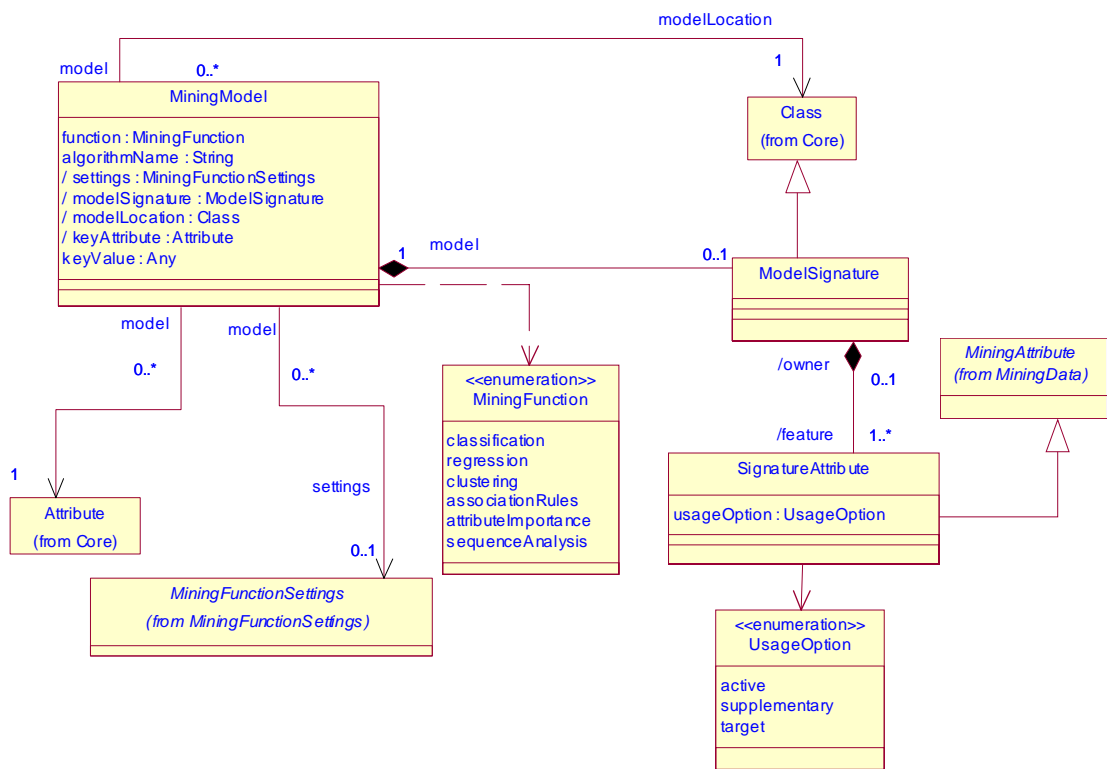 modelLocation
model
0..*
1
MiningModel
function : MiningFunction
algorithmName : String
/ settings : MiningFunctionSettings
/ modelSignature : ModelSignature
/ modelLocation : Class
/ keyAttribute : Attribute
keyValue : Any
Class
(from Core)
1
model
0..1
ModelSignature
model
0..*
model
0..*
/owner
0..1
MiningAttribute
(from MiningData)
<<enumeration>>
MiningFunction
classification
regression
clustering
associationRules
attributeImportance
sequenceAnalysis
/feature
1..*
SignatureAttribute
usageOption : UsageOption
1
Attribute
(from Core)
settings
0..1
MiningFunctionSettings
(from MiningFunctionSettings)
<<enumeration>>
UsageOption
active
supplementary
target